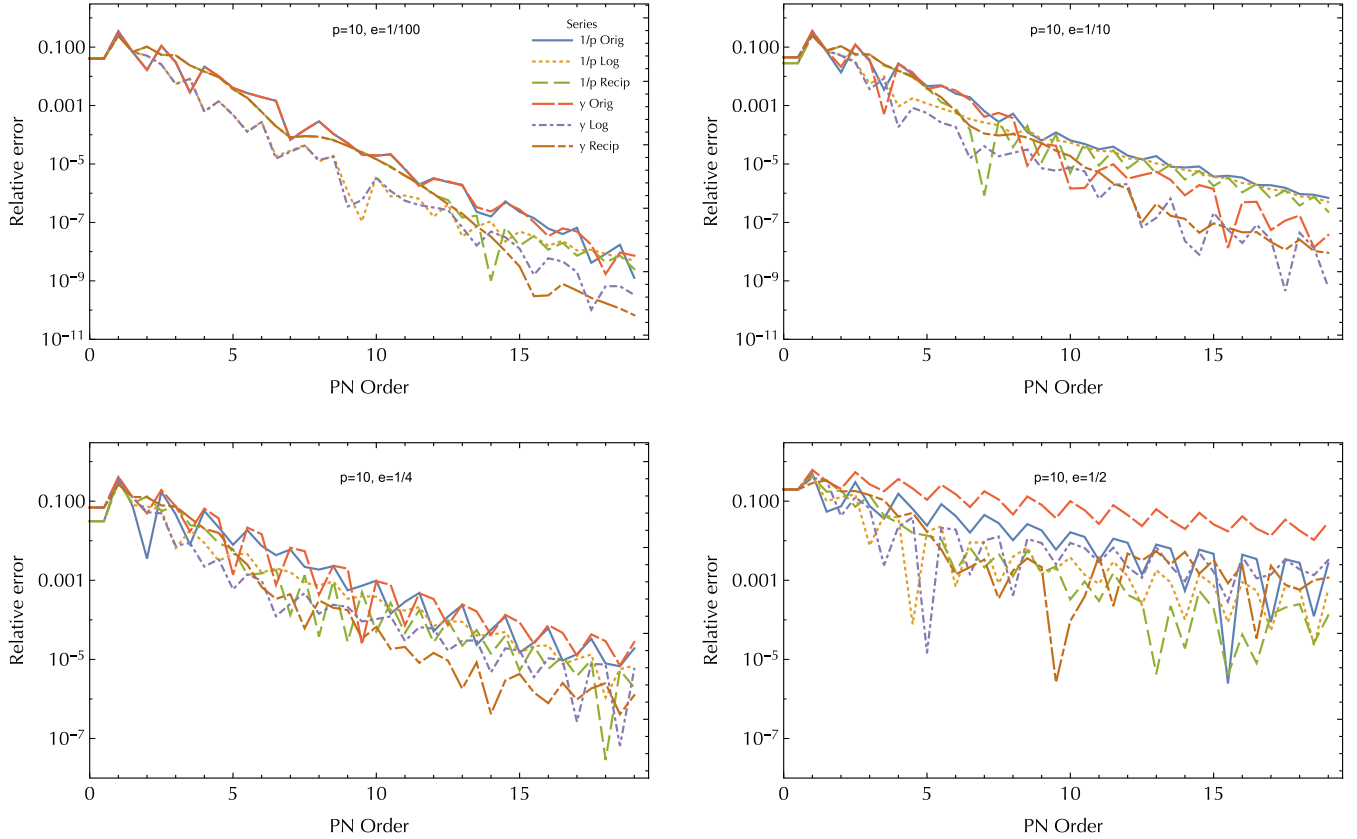 p=10, e=1/100
Series
1/p Orig
1/p Log
1/p Recip
y Orig
y Log
y Recip
Relative error
0.100
0.001
10⁻⁵
10⁻⁷
10⁻⁹
10⁻¹¹
0 5 10 15
PN Order
p=10, e=1/10
Relative error
0.100
0.001
10⁻⁵
10⁻⁷
10⁻⁹
10⁻¹¹
0 5 10 15
PN Order
p=10, e=1/4
Relative error
0.100
0.001
10⁻⁵
10⁻⁷
0 5 10 15
PN Order
p=10, e=1/2
Relative error
0.100
0.001
10⁻⁵
10⁻⁷
0 5 10 15
PN Order